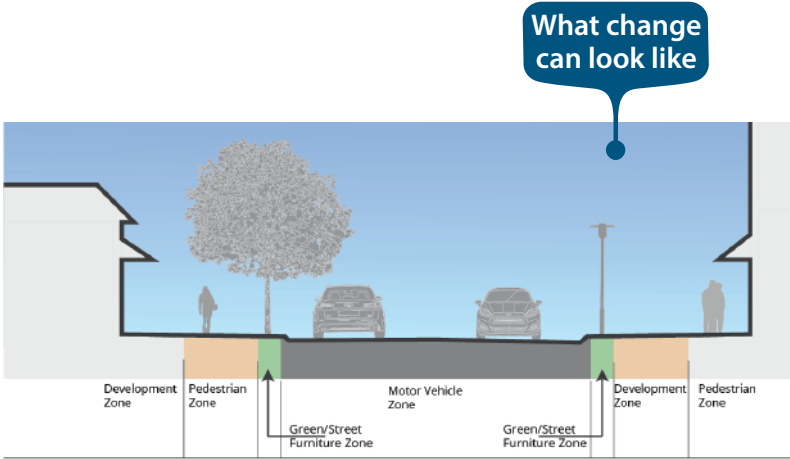 What change
can look like
Development
Zone
Pedestrian
Zone
Motor Vehicle
Zone
Development
Zone
Pedestrian
Zone
Green/Street
Furniture Zone
Green/Street
Furniture Zone